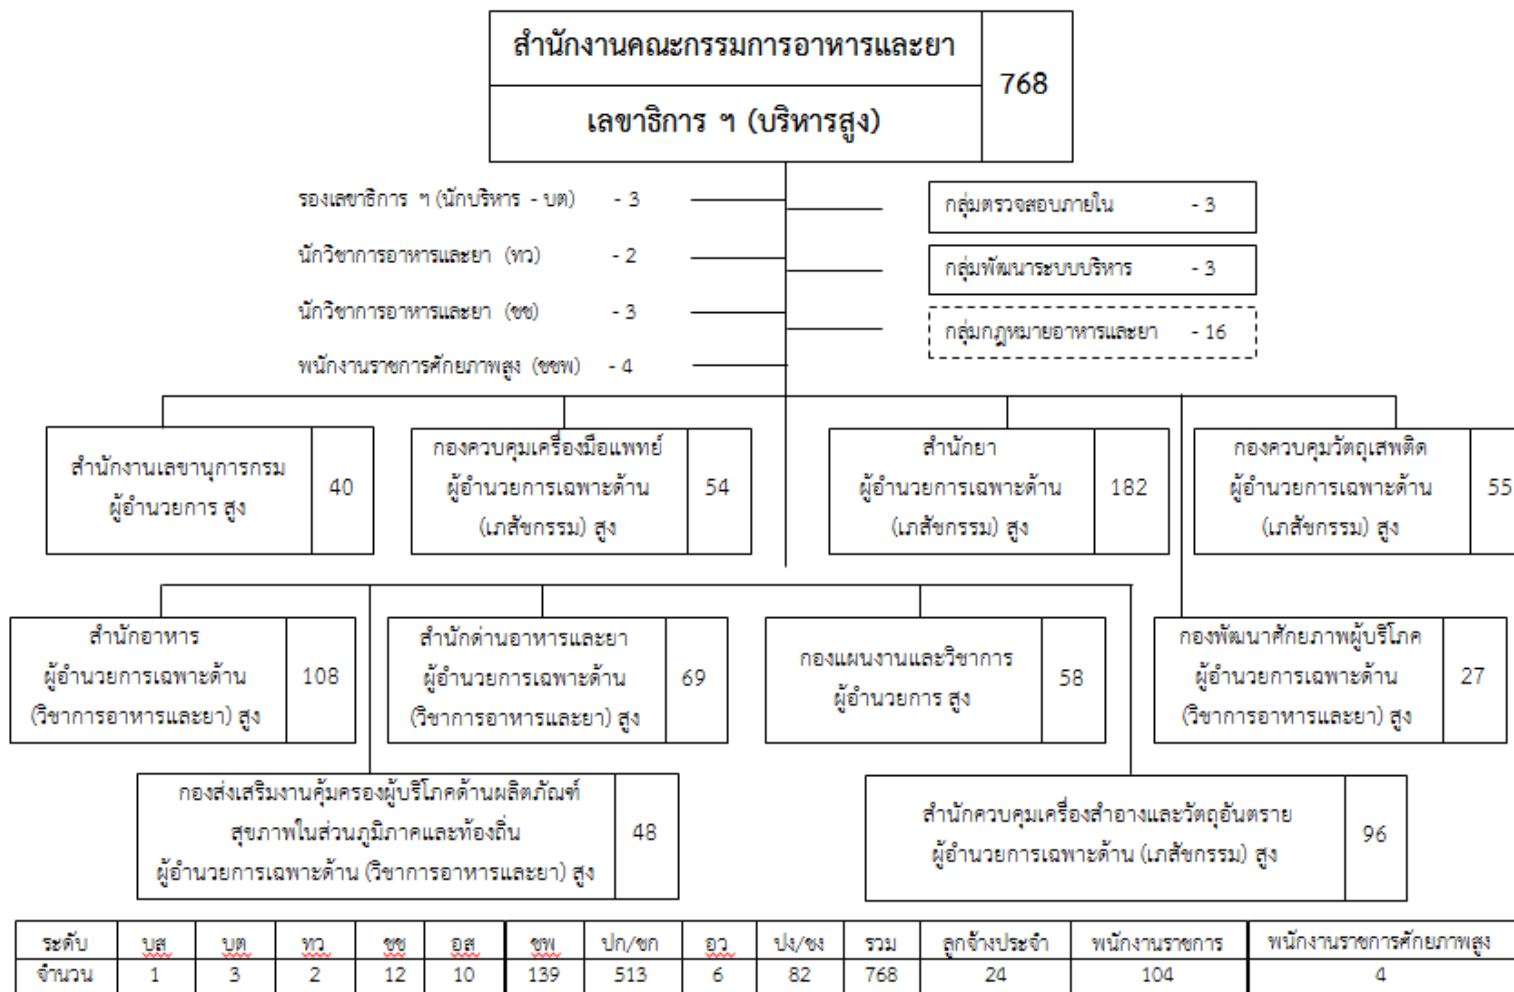 สำนักงานคณะกรรมการอาหารและยา
768
เลขาธิการ ฯ (บริหารสูง)
รองเลขาธิการ ฯ (นักบริหาร - บต) - 3
นักวิชาการอาหารและยา (ทว) - 2
นักวิชาการอาหารและยา (ชช) - 3
พนักงานราชการศักยภาพสูง (ชชพ) - 4
กลุ่มตรวจสอบภายใน - 3
กลุ่มพัฒนาระบบบริหาร - 3
กลุ่มกฎหมายอาหารและยา - 16
สำนักงานเลขานุการกรม
ผู้อำนวยการ สูง
40
กองควบคุมเครื่องมือแพทย์
ผู้อำนวยการเฉพาะด้าน
(เภสัชกรรม) สูง
54
สำนักยา
ผู้อำนวยการเฉพาะด้าน
(เภสัชกรรม) สูง
182
กองควบคุมวัตถุเสพติด
ผู้อำนวยการเฉพาะด้าน
(เภสัชกรรม) สูง
55
สำนักอาหาร
ผู้อำนวยการเฉพาะด้าน
(วิชาการอาหารและยา) สูง
108
สำนักด่านอาหารและยา
ผู้อำนวยการเฉพาะด้าน
(วิชาการอาหารและยา) สูง
69
กองแผนงานและวิชาการ
ผู้อำนวยการ สูง
58
กองพัฒนาศักยภาพผู้บริโภค
ผู้อำนวยการเฉพาะด้าน
(วิชาการอาหารและยา) สูง
27
กองส่งเสริมงานคุ้มครองผู้บริโภคด้านผลิตภัณฑ์
สุขภาพในส่วนภูมิภาคและท้องถิ่น
ผู้อำนวยการเฉพาะด้าน (วิชาการอาหารและยา) สูง
48
สำนักควบคุมเครื่องสำอางและวัตถุอันตราย
ผู้อำนวยการเฉพาะด้าน (เภสัชกรรม) สูง
96
ระดับ บส บต ทว ชช อส ชพ ปก/ชก อว ปง/ชง รวม ลูกจ้างประจำ พนักงานราชการ พนักงานราชการศักยภาพสูง
จำนวน 1 3 2 12 10 139 513 6 82 768 24 104 4